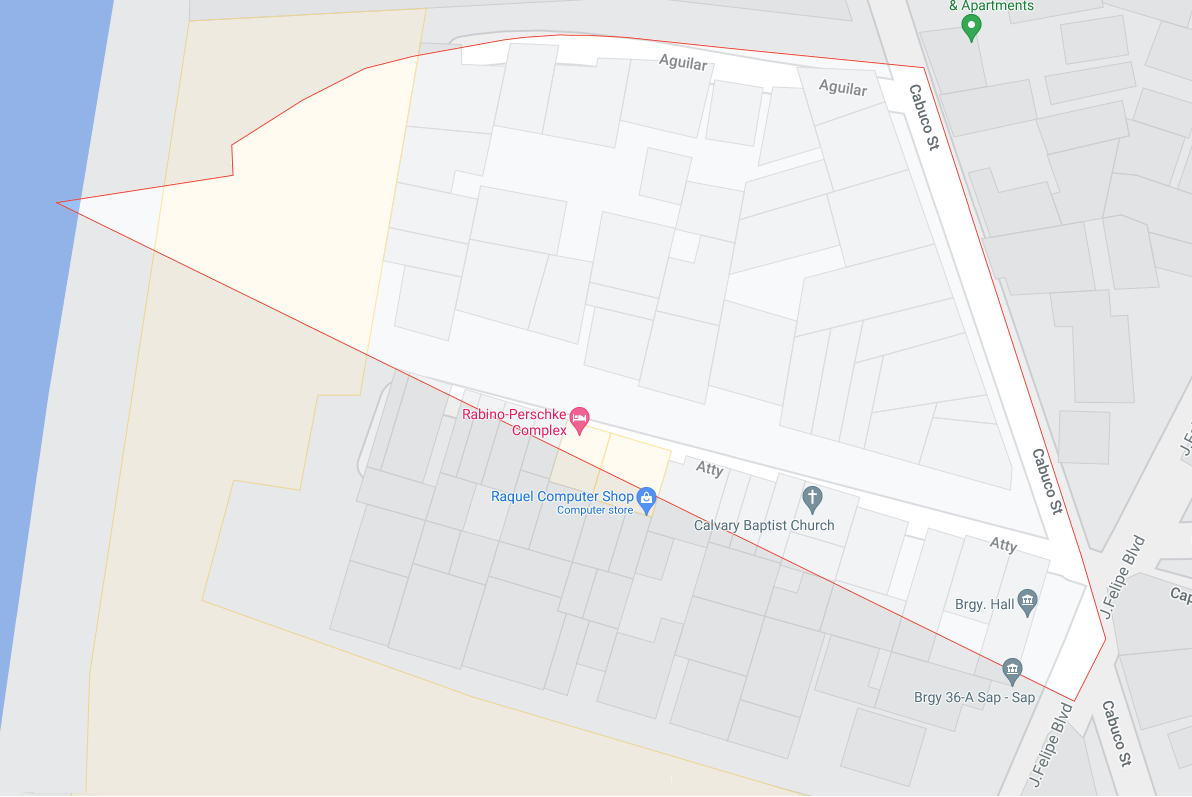 & Apartments
Aguilar
Aguilar
Cabuco St
Rabino-Perschke
Complex
Atty
Raquel Computer Shop
Computer store
Calvary Baptist Church
Cabuco St
Atty
J.Felipe Blvd
Brgy. Hall
Brgy 36-A Sap - Sap
J.Felipe Blvd
Cabuco St